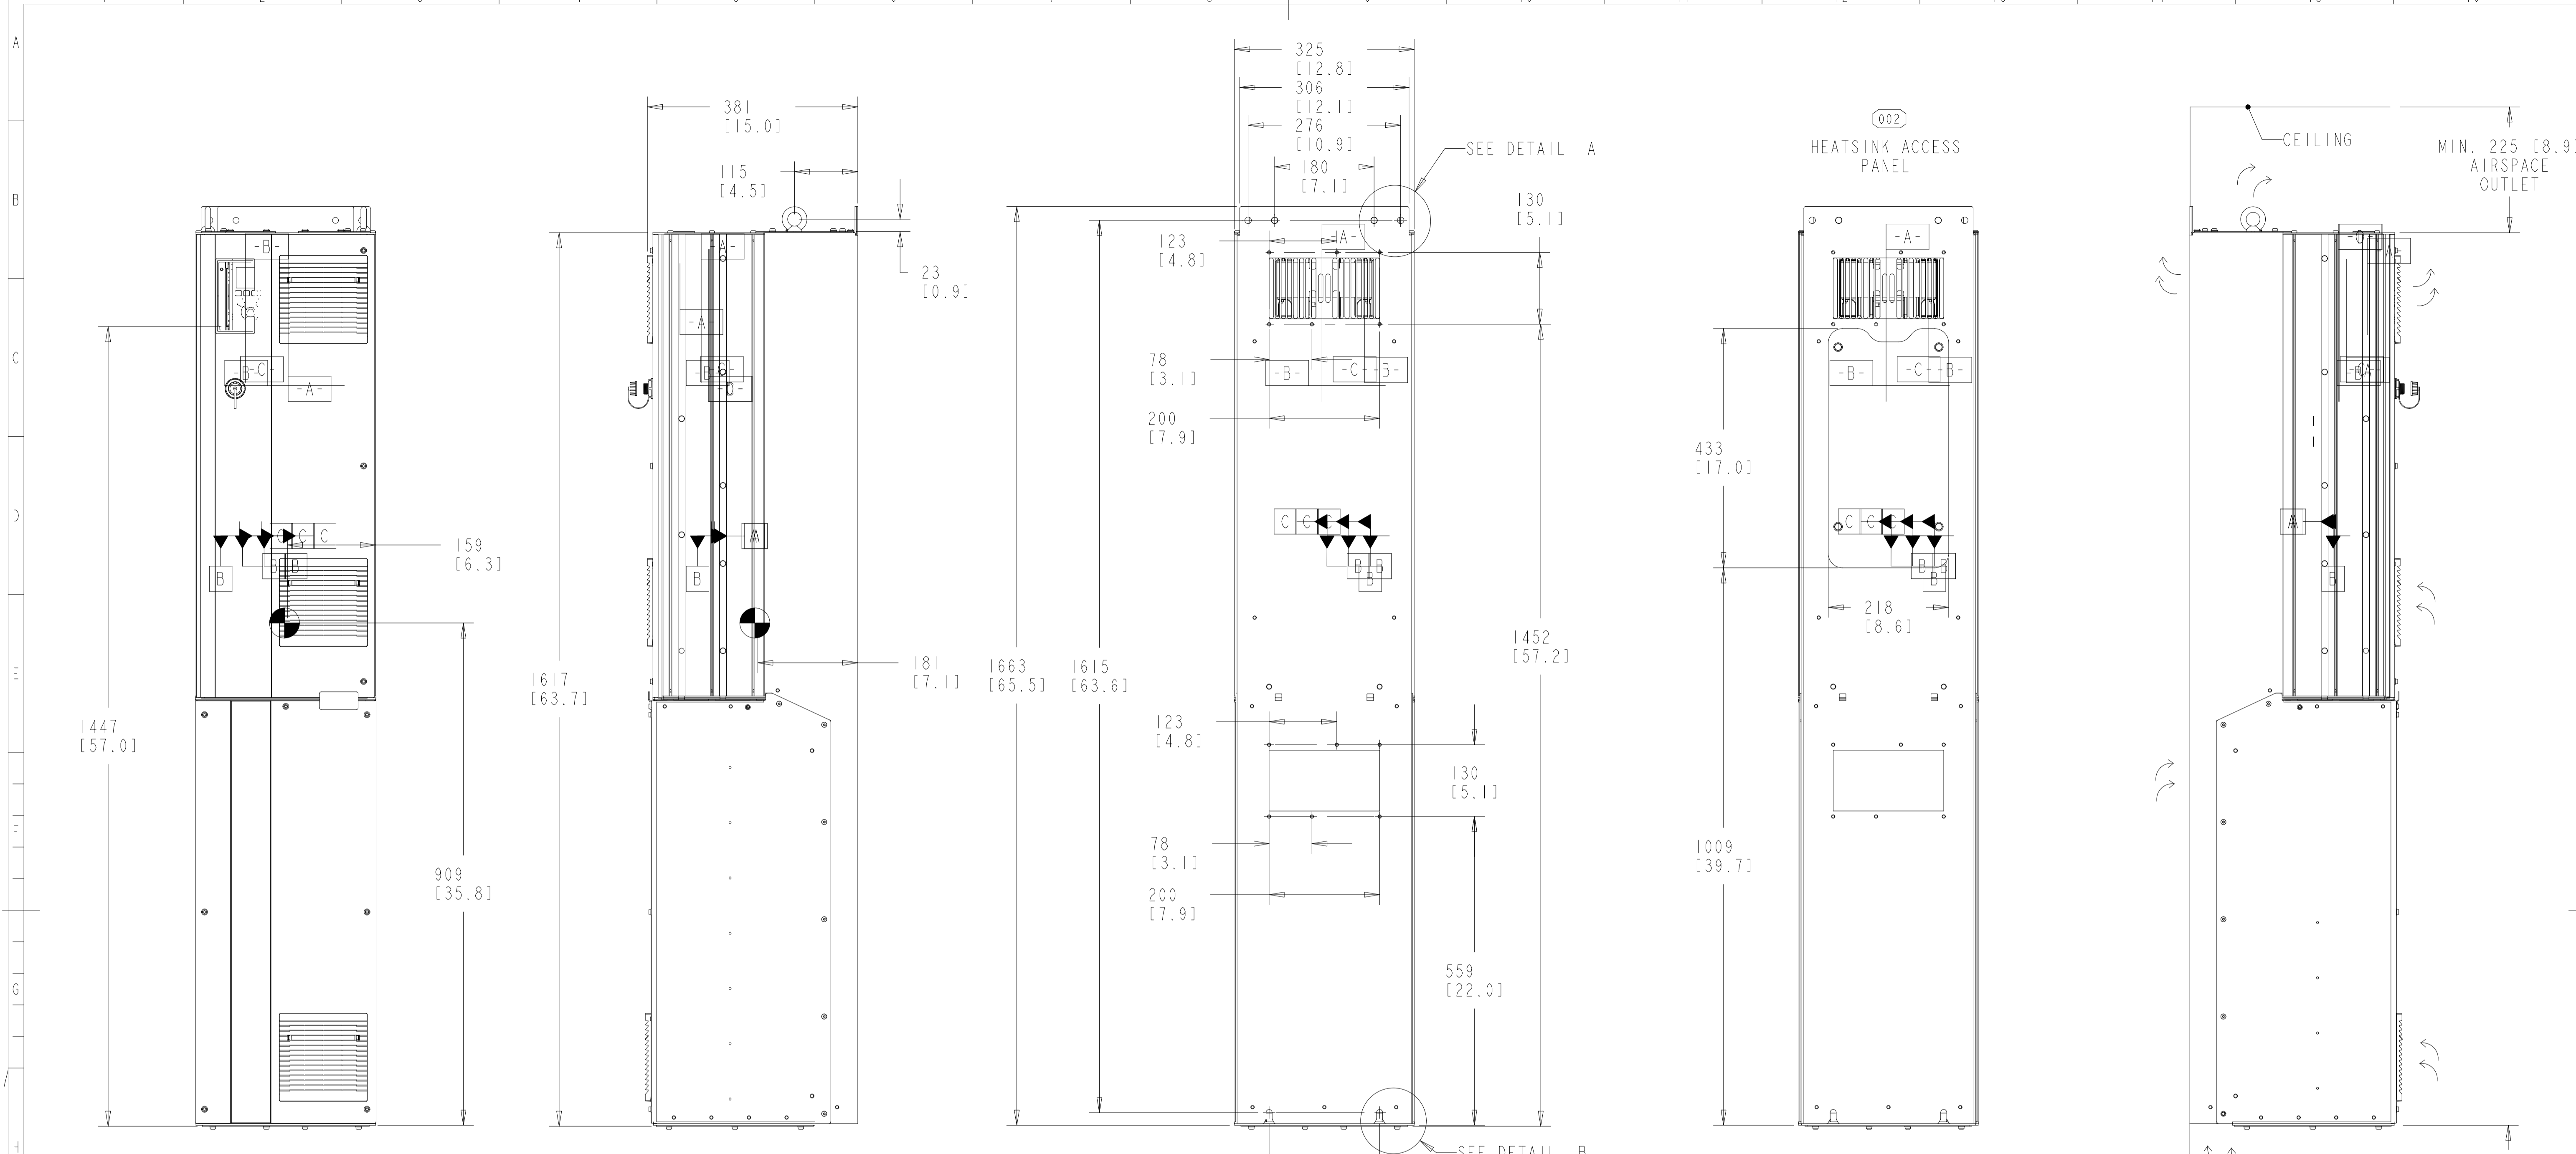 A
B
C
D
E
F
G
H
325
[12.8]
306
[12.1]
276
[10.9]
180
[7.1]
381
[15.0]
115
[4.5]
23
[0.9]
SEE DETAIL A
130
[5.1]
123
[4.8]
78
[3.1]
200
[7.9]
002
HEATSINK ACCESS
PANEL
CEILING
MIN. 225 [8.9]
AIRSPACE
OUTLET
-B-
-C-
-B-
-A-
-A-
-A-
-B-
-C-
-A-
-B-
-C-
-B-
-A-
-B-
-C-
-B-
433
[17.0]
C
C
C
B
B
B
B
C
C
C
B
B
B
C
C
C
B
B
B
B
159
[6.3]
218
[8.6]
1452
[57.2]
181
[7.1]
1663
[65.5]
1615
[63.6]
1617
[63.7]
1447
[57.0]
123
[4.8]
130
[5.1]
78
[3.1]
200
[7.9]
909
[35.8]
1009
[39.7]
559
[22.0]
SEE DETAIL B